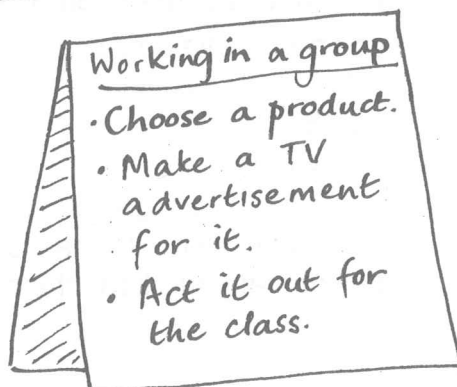 Working in a group
• Choose a product.
• Make a TV
advertisement
for it.
• Act it out for
the class.